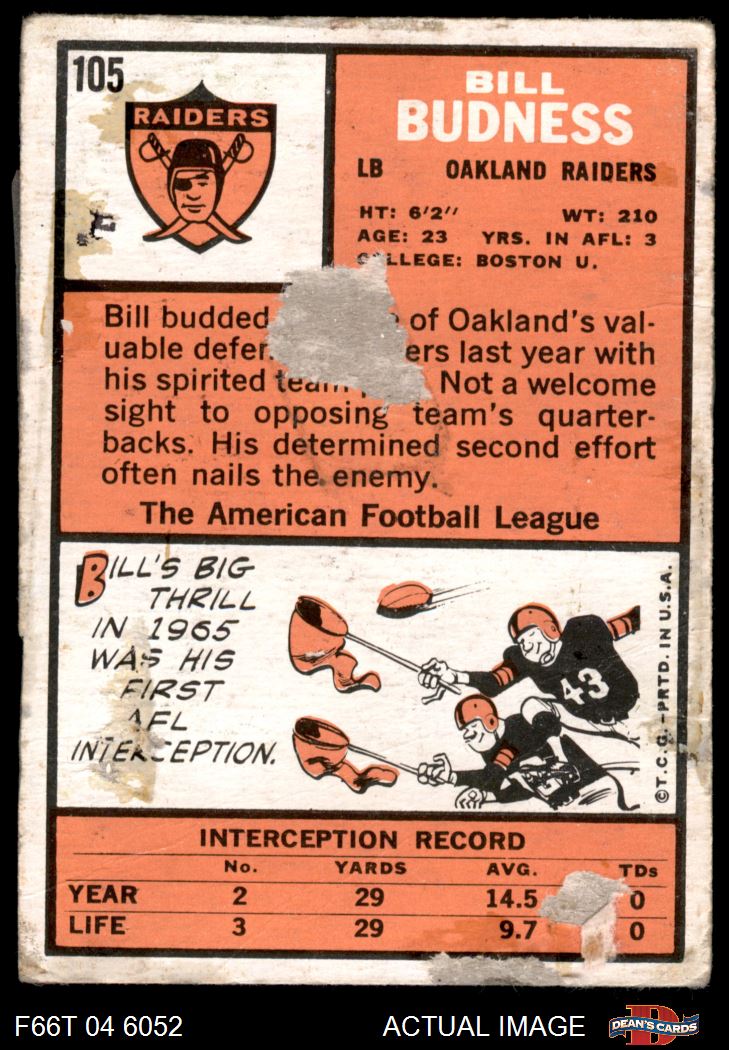 105
RAIDERS
BILL
BUDNESS
LB OAKLAND RAIDERS
HT: 6'2" WT: 210
AGE: 23 YRS. IN AFL: 3
COLLEGE: BOSTON U.
Bill budded of Oakland's val-
uable ers last year with
his spirited team Not a welcome
sight to opposing team's quarter-
backs. His determined second effort
often nails the enemy.
The American Football League
BILL'S BIG
THRILL
IN 1965
WAS HIS
FIRST
AFL
INTERCEPTION.
43
©T.C.G.-PRTD. IN U.S.A.
INTERCEPTION RECORD
No. YARDS AVG. TDs
YEAR 2 29 14.5 0
LIFE 3 29 9.7 0
F66T 04 6052 ACTUAL IMAGE DEAN'S CARDS